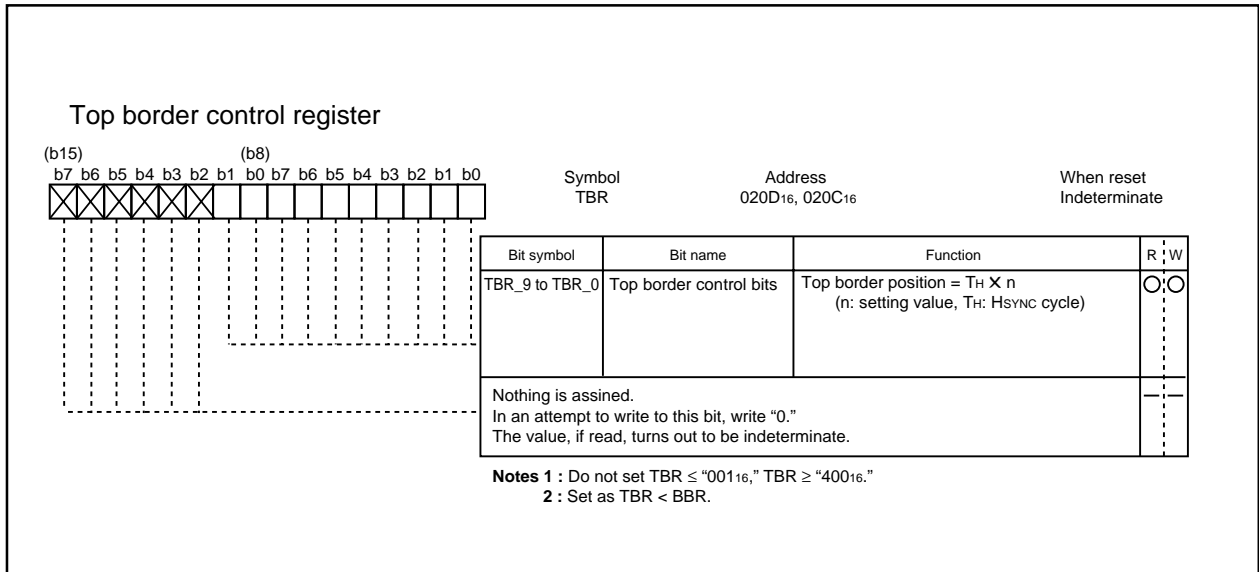 Top border control register
(b15) (b8)
b7 b6 b5 b4 b3 b2 b1 b0 b7 b6 b5 b4 b3 b2 b1 b0
Symbol Address When reset
TBR 020D16, 020C16 Indeterminate
Bit symbol Bit name Function R W
TBR_9 to TBR_0 Top border control bits Top border position = TH X n
(n: setting value, TH: HSYNC cycle)
Nothing is assined.
In an attempt to write to this bit, write “0.”
The value, if read, turns out to be indeterminate.
Notes 1 : Do not set TBR ≤ “00116,” TBR ≥ “40016.”
2 : Set as TBR < BBR.